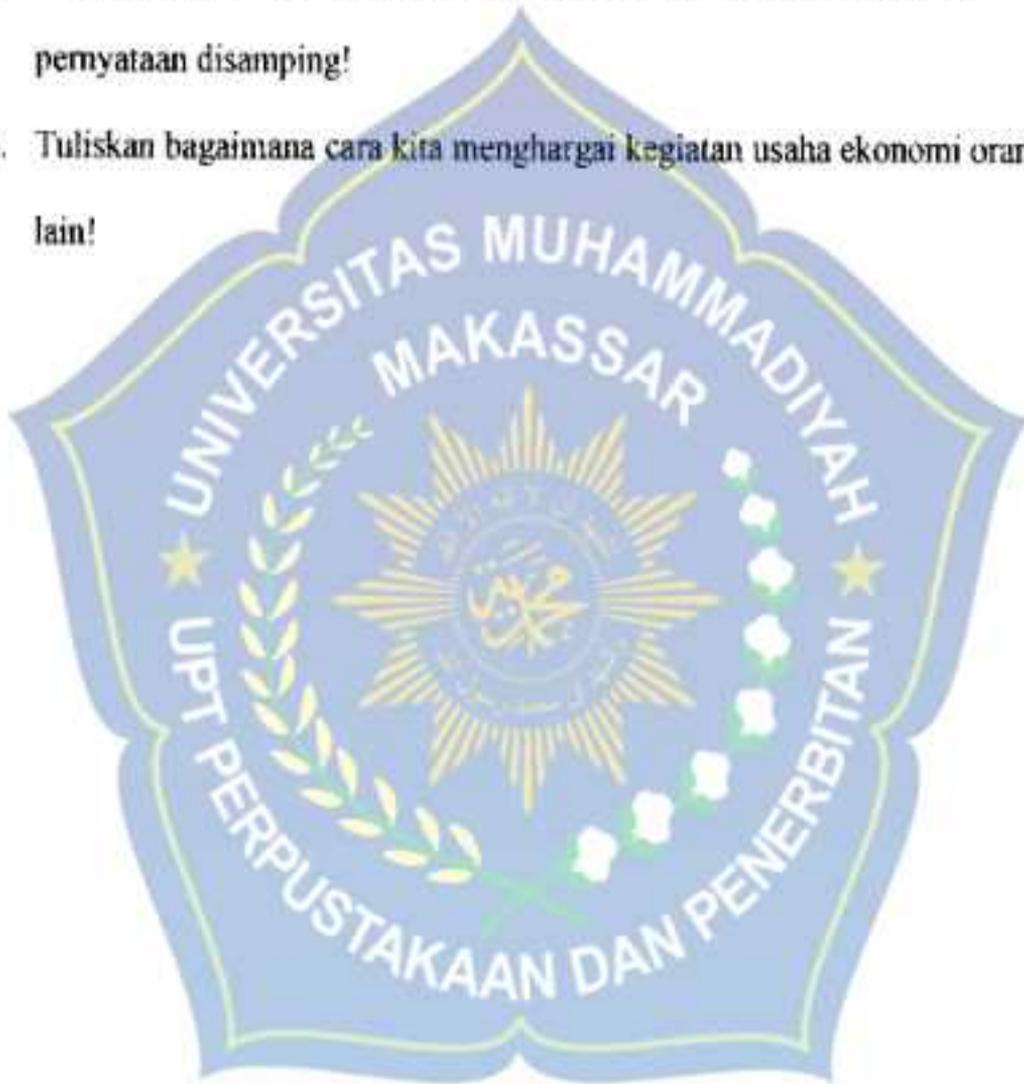 pernyataan disamping!
Tuliskan bagaimana cara kita menghargai kegiatan usaha ekonomi oran
lain!
UNIVERSITAS MUHAMMADIYAH
MAKASSAR
UPT PERPUSTAKAAN DAN PENERBITAN